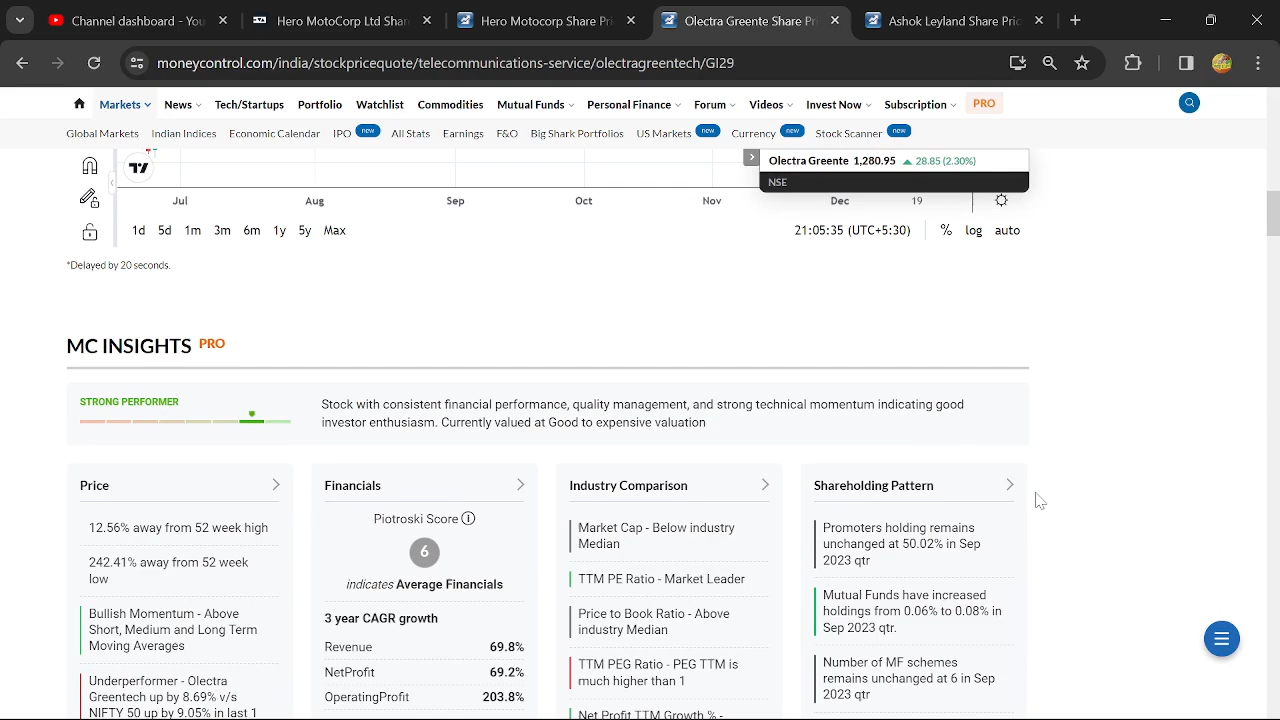 Channel dashboard - You
Hero MotoCorp Ltd Shar
Hero Motocorp Share Pri
Olectra Greente Share Pr
Ashok Leyland Share Pric
moneycontrol.com/india/stockpricequote/telecommunications-service/olectragreentech/GI29
Markets News Tech/Startups Portfolio Watchlist Commodities Mutual Funds Personal Finance Forum Videos Invest Now Subscription PRO
Global Markets Indian Indices Economic Calendar IPO new All Stats Earnings F&O Big Shark Portfolios US Markets new Currency new Stock Scanner new
Olectra Greente 1,280.95 28.85 (2.30%)
NSE
Jul Aug Sep Oct Nov Dec 19
1d 5d 1m 3m 6m 1y 5y Max 21:05:35 (UTC+5:30) % log auto
*Delayed by 20 seconds.
MC INSIGHTS PRO
STRONG PERFORMER
Stock with consistent financial performance, quality management, and strong technical momentum indicating good
investor enthusiasm. Currently valued at Good to expensive valuation
Price
12.56% away from 52 week high
242.41% away from 52 week
low
Bullish Momentum - Above
Short, Medium and Long Term
Moving Averages
Underperformer - Olectra
Greentech up by 8.69% v/s
NIFTY 50 up by 9.05% in last 1
Financials
Piotroski Score
6
indicates Average Financials
3 year CAGR growth
Revenue 69.8%
NetProfit 69.2%
OperatingProfit 203.8%
Industry Comparison
Market Cap - Below industry
Median
TTM PE Ratio - Market Leader
Price to Book Ratio - Above
industry Median
TTM PEG Ratio - PEG TTM is
much higher than 1
Net Profit TTM Growth % -
Shareholding Pattern
Promoters holding remains
unchanged at 50.02% in Sep
2023 qtr
Mutual Funds have increased
holdings from 0.06% to 0.08% in
Sep 2023 qtr.
Number of MF schemes
remains unchanged at 6 in Sep
2023 qtr